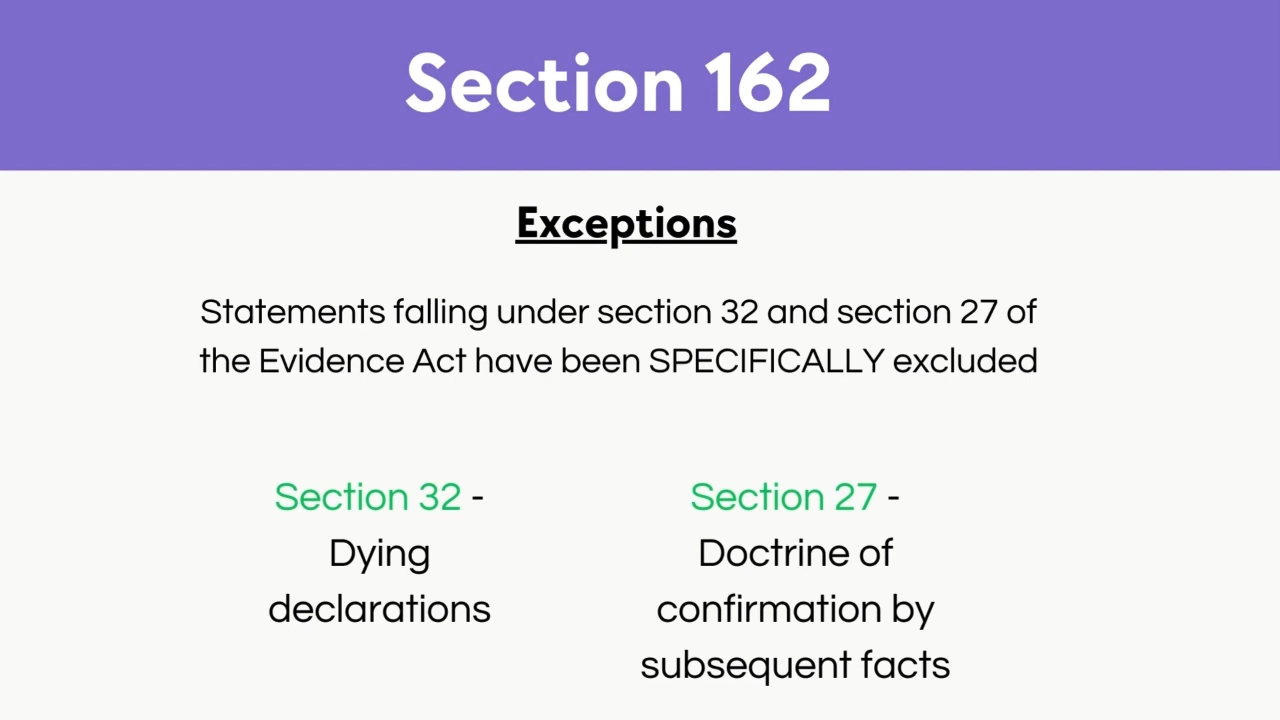 Section 162
Exceptions
Statements falling under section 32 and section 27 of
the Evidence Act have been SPECIFICALLY excluded
Section 32 -
Dying
declarations
Section 27 -
Doctrine of
confirmation by
subsequent facts